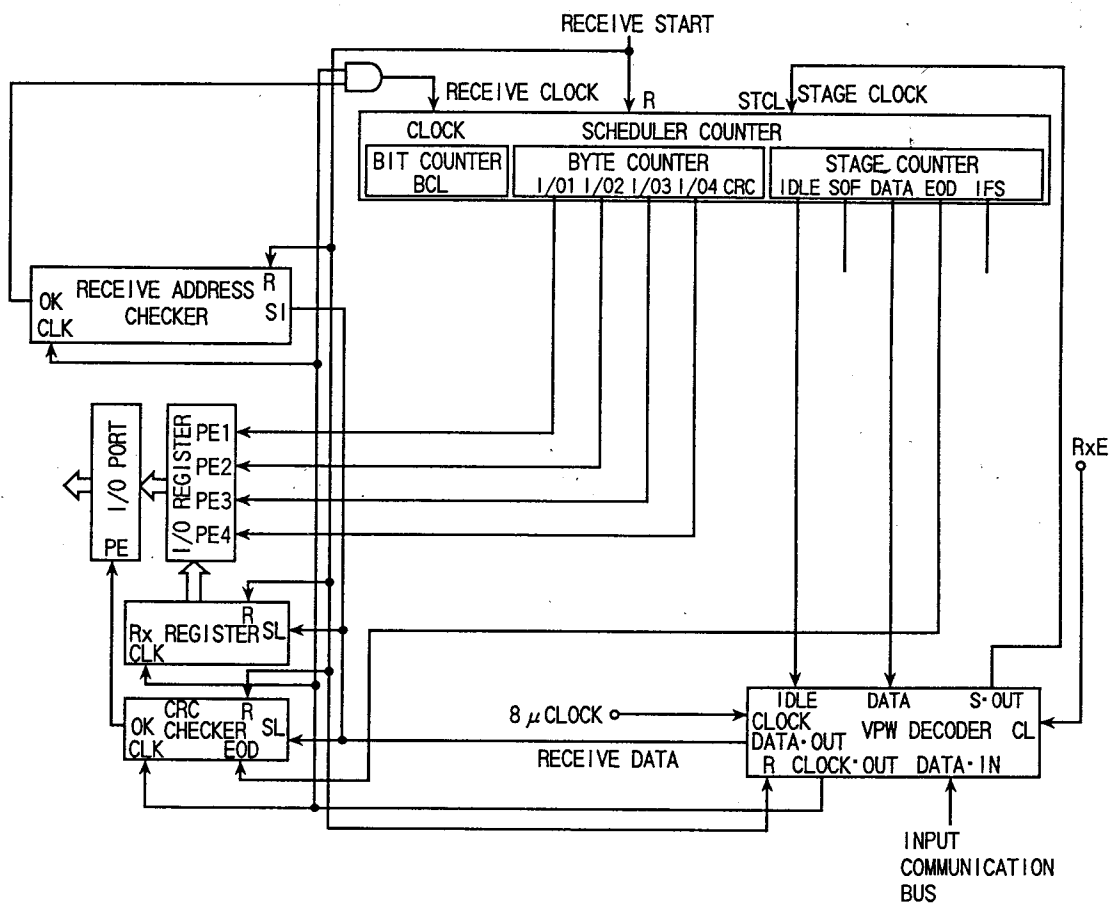 RECEIVE START
RECEIVE CLOCK
R
STCL
STAGE CLOCK
CLOCK
SCHEDULER COUNTER
BIT COUNTER
BCL
BYTE COUNTER
I/O1 I/O2 I/O3 I/O4 CRC
STAGE COUNTER
IDLE SOF DATA EOD IFS
R
OK
RECEIVE ADDRESS
CHECKER
SI
CLK
I/O PORT
PE
I/O REGISTER
PE1
PE2
PE3
PE4
RxE
R
Rx REGISTER
SL
CLK
CRC
CHECKER
R
OK
SL
CLK
EOD
8 μ CLOCK
RECEIVE DATA
IDLE
DATA
S·OUT
CLOCK
VPW DECODER
CL
DATA·OUT
R
CLOCK·OUT
DATA·IN
INPUT
COMMUNICATION
BUS